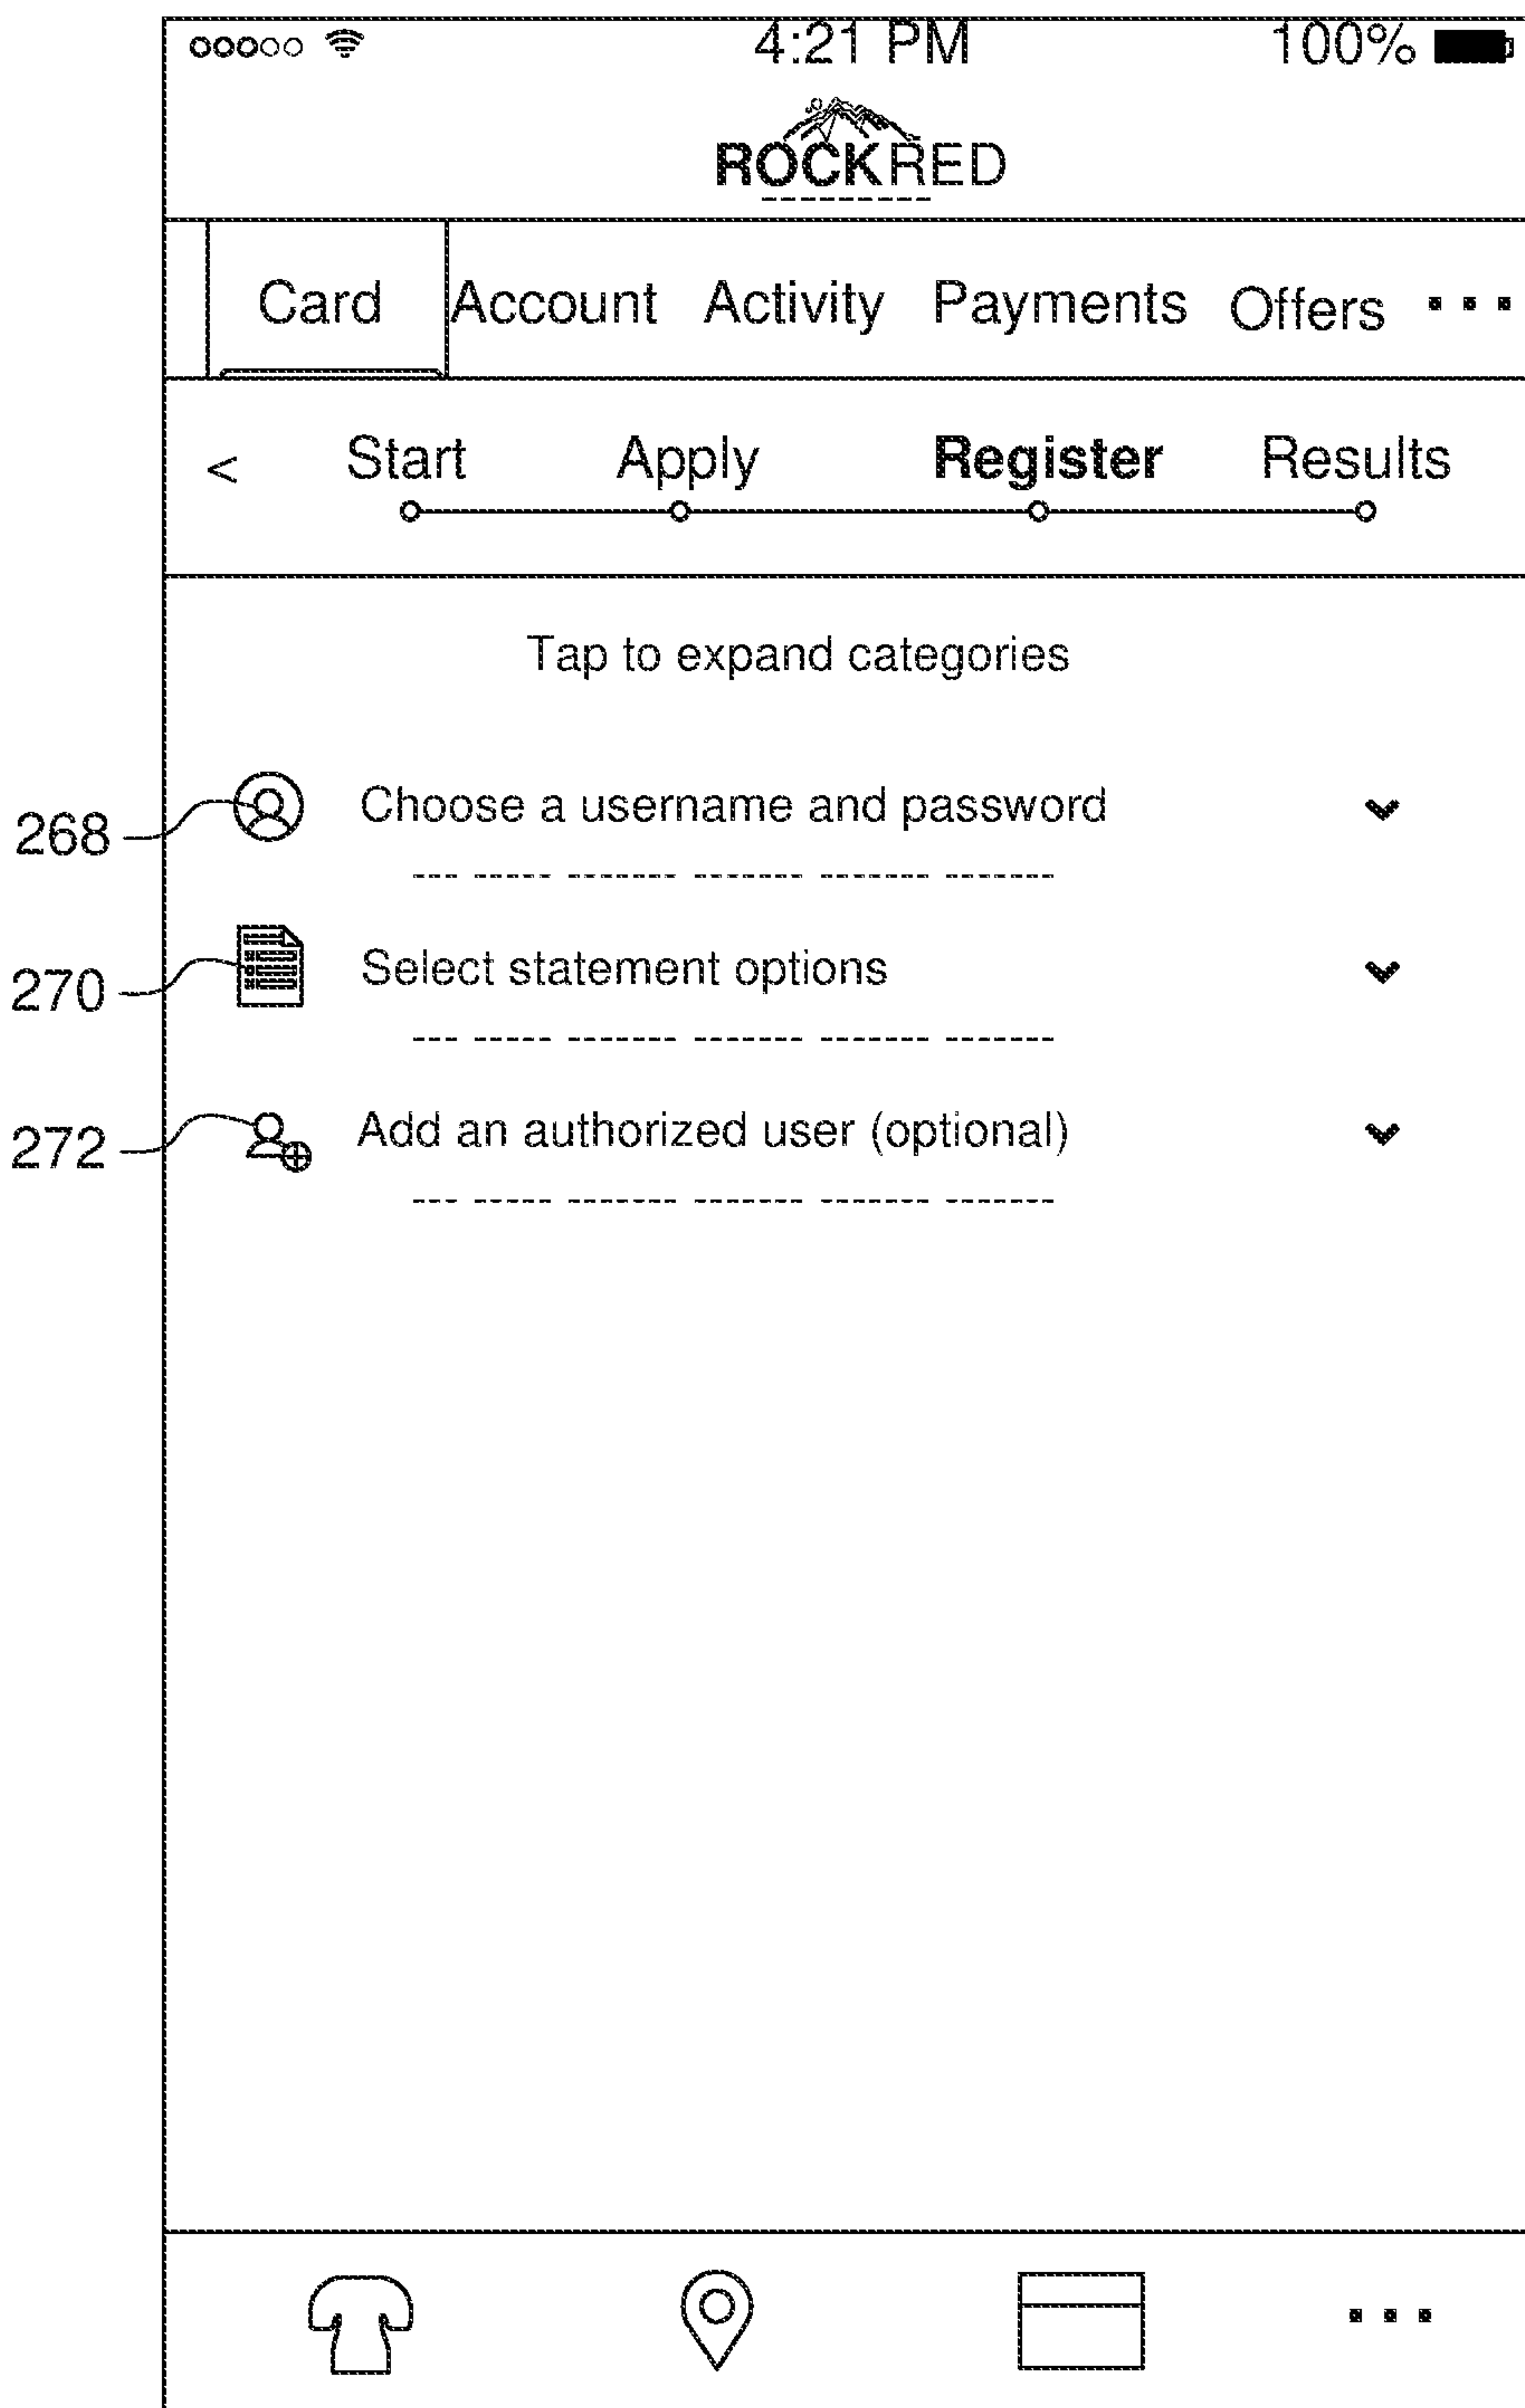 4:21 PM 100%
ROCKRED
Card Account Activity Payments Offers ...
< Start Apply Register Results
Tap to expand categories
268 Choose a username and password
270 Select statement options
272 Add an authorized user (optional)
...